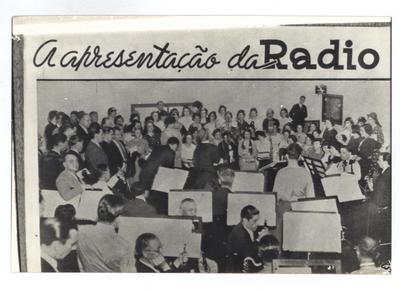 A apresentação da Radio